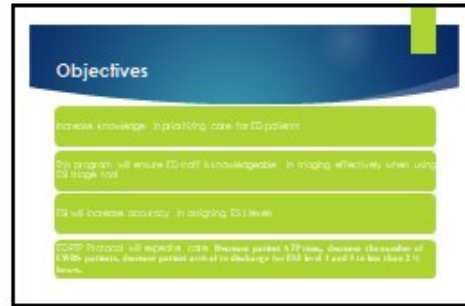 Objectives
Increase knowledge in prioritizing care for ED patients
This program will ensure ED staff is knowledgeable in triaging effectively when using
ESI triage tool
ESI will increase accuracy in assigning ESI levels
Protocol will expedite care Decrease patient time, decrease the number of
LWBS patients, decrease patient arrival to discharge for ESI level 4 and 5 to less than 2 ½
hours.